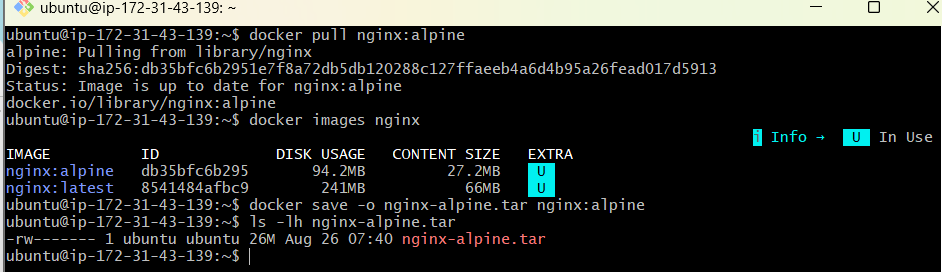 ubuntu@ip-172-31-43-139: ~
ubuntu@ip-172-31-43-139:~$ docker pull nginx:alpine
alpine: Pulling from library/nginx
Digest: sha256:db35bfc6b2951e7f8a72db5db120288c127ffaeeb4a6d4b95a26fead017d5913
Status: Image is up to date for nginx:alpine
docker.io/library/nginx:alpine
ubuntu@ip-172-31-43-139:~$ docker images nginx
i Info → U In Use
IMAGE ID DISK USAGE CONTENT SIZE EXTRA
nginx:alpine db35bfc6b295 94.2MB 27.2MB U
nginx:latest 8541484afbc9 241MB 66MB U
ubuntu@ip-172-31-43-139:~$ docker save -o nginx-alpine.tar nginx:alpine
ubuntu@ip-172-31-43-139:~$ ls -lh nginx-alpine.tar
-rw------- 1 ubuntu ubuntu 26M Aug 26 07:40 nginx-alpine.tar
ubuntu@ip-172-31-43-139:~$